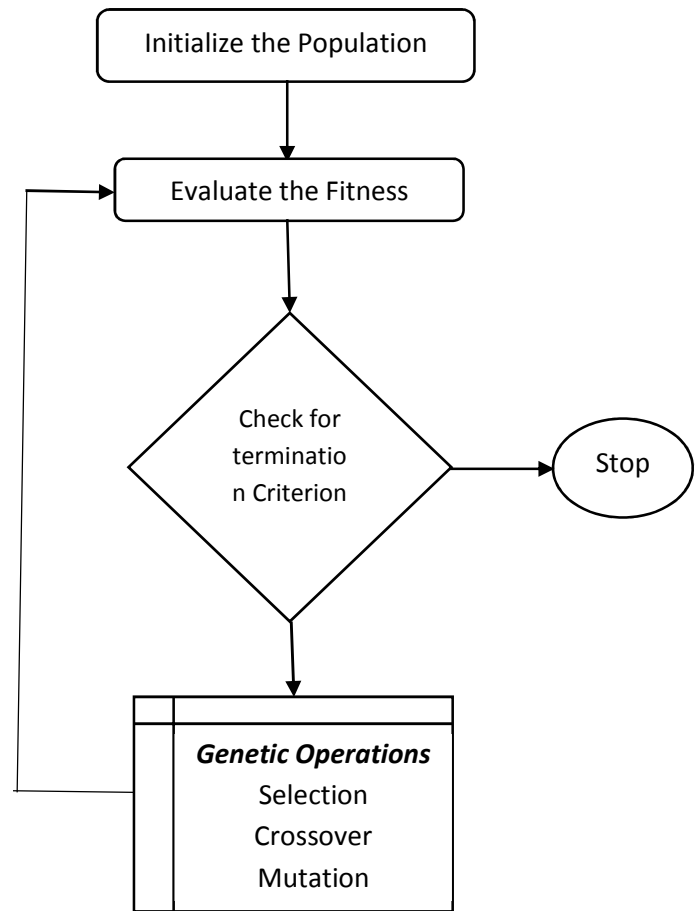 Initialize the Population
Evaluate the Fitness
Check for
terminatio
n Criterion
Stop
Genetic Operations
Selection
Crossover
Mutation